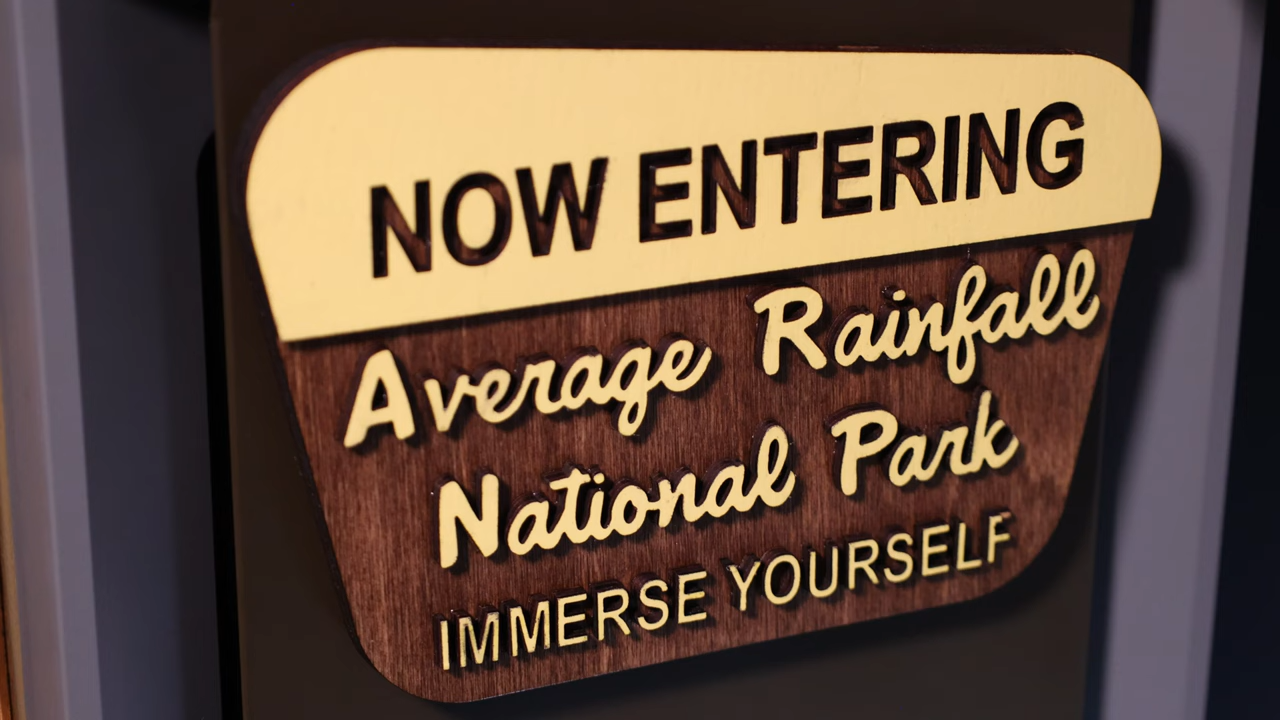 NOW ENTERING
Average Rainfall
National Park
IMMERSE YOURSELF